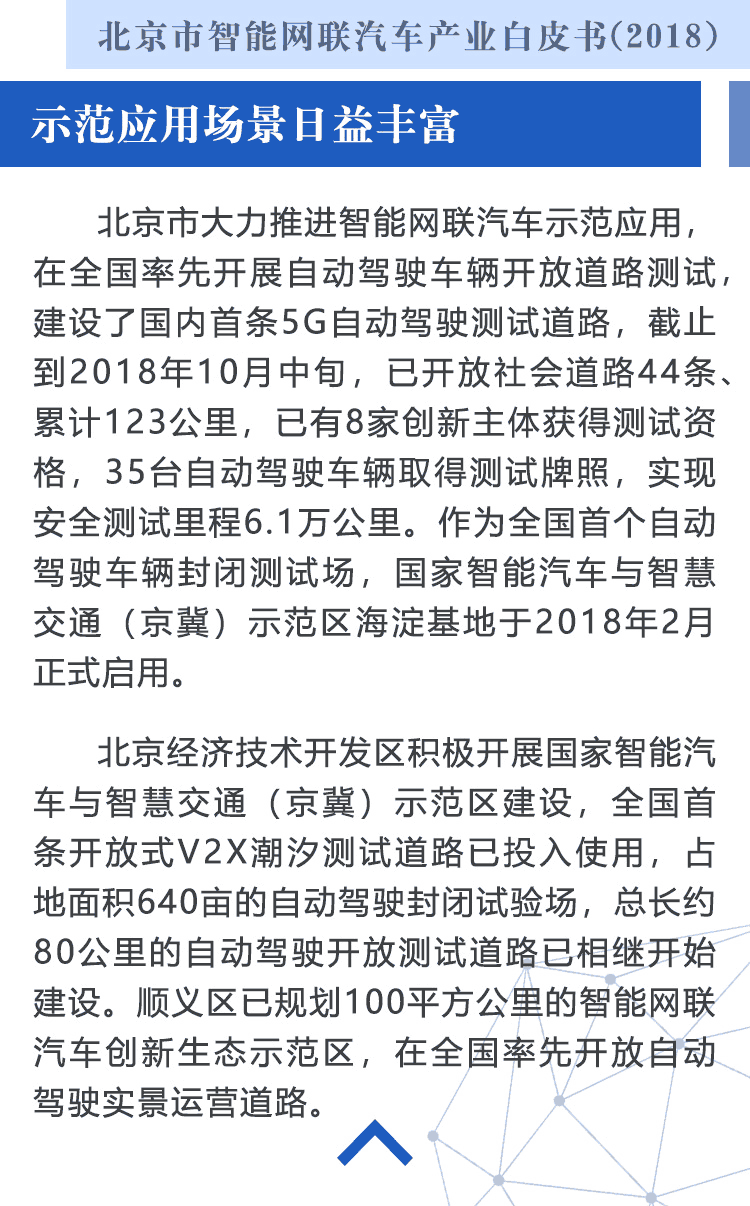 北京市智能网联汽车产业白皮书(2018)
示范应用场景日益丰富
北京市大力推进智能网联汽车示范应用，
在全国率先开展自动驾驶车辆开放道路测试，
建设了国内首条5G自动驾驶测试道路，截止
到2018年10月中旬，已开放社会道路44条、
累计123公里，已有8家创新主体获得测试资
格，35台自动驾驶车辆取得测试牌照，实现
安全测试里程6.1万公里。作为全国首个自动
驾驶车辆封闭测试场，国家智能汽车与智慧
交通（京冀）示范区海淀基地于2018年2月
正式启用。
北京经济技术开发区积极开展国家智能汽
车与智慧交通（京冀）示范区建设，全国首
条开放式V2X潮汐测试道路已投入使用，占
地面积640亩的自动驾驶封闭试验场，总长约
80公里的自动驾驶开放测试道路已相继开始
建设。顺义区已规划100平方公里的智能网联
汽车创新生态示范区，在全国率先开放自动
驾驶实景运营道路。